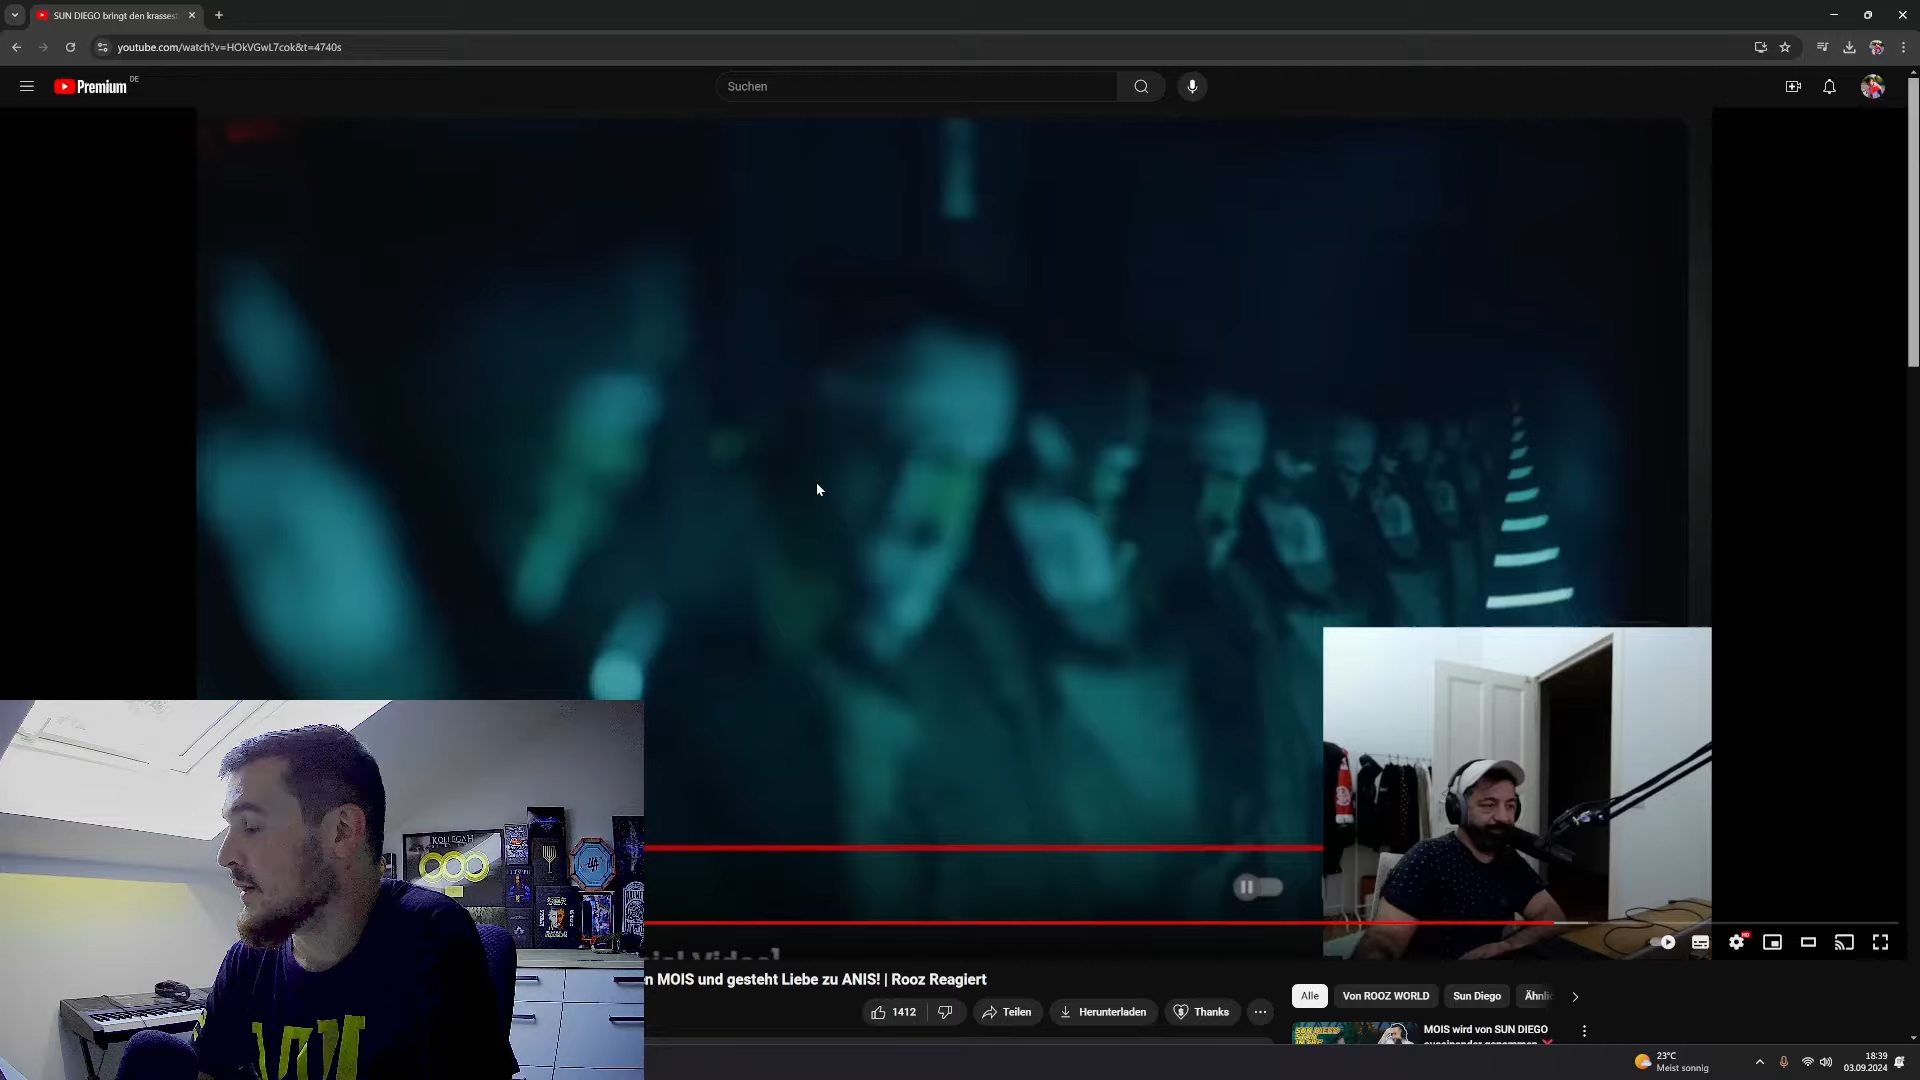 SUN DIEGO bringt den krasses
youtube.com/watch?v=HOkVGwL7cok&t=4740s
Premium DE
Suchen
KOLLEGAH
n MOIS und gesteht Liebe zu ANIS! | Rooz Reagiert
1412
Teilen
Herunterladen
Thanks
Alle
Von ROOZ WORLD
Sun Diego
Ähnlic
MOIS wird von SUN DIEGO
23°C
Meist sonnig
18:39
03.09.2024